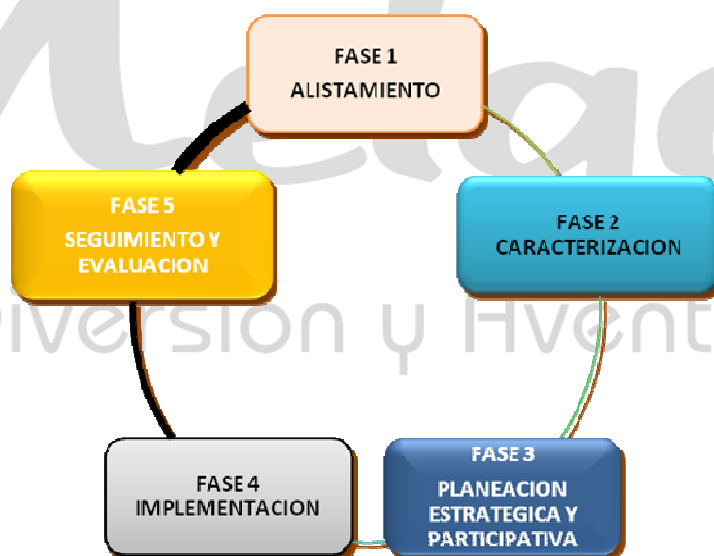 FASE 1
ALISTAMIENTO
FASE 2
CARACTERIZACION
FASE 3
PLANEACION
ESTRATEGICA Y
PARTICIPATIVA
FASE 4
IMPLEMENTACION
FASE 5
SEGUIMIENTO Y
EVALUACION